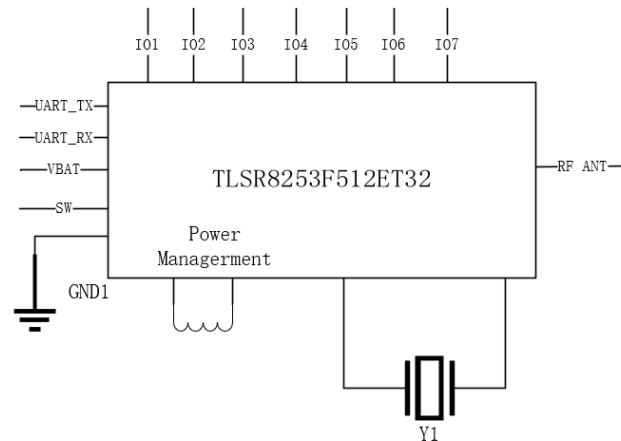 IO1 IO2 IO3 IO4 IO5 IO6 IO7
UART_TX
UART_RX
VBAT
SW
TLSR8253F512ET32
RF ANT
Power
Managerment
GND1
Y1